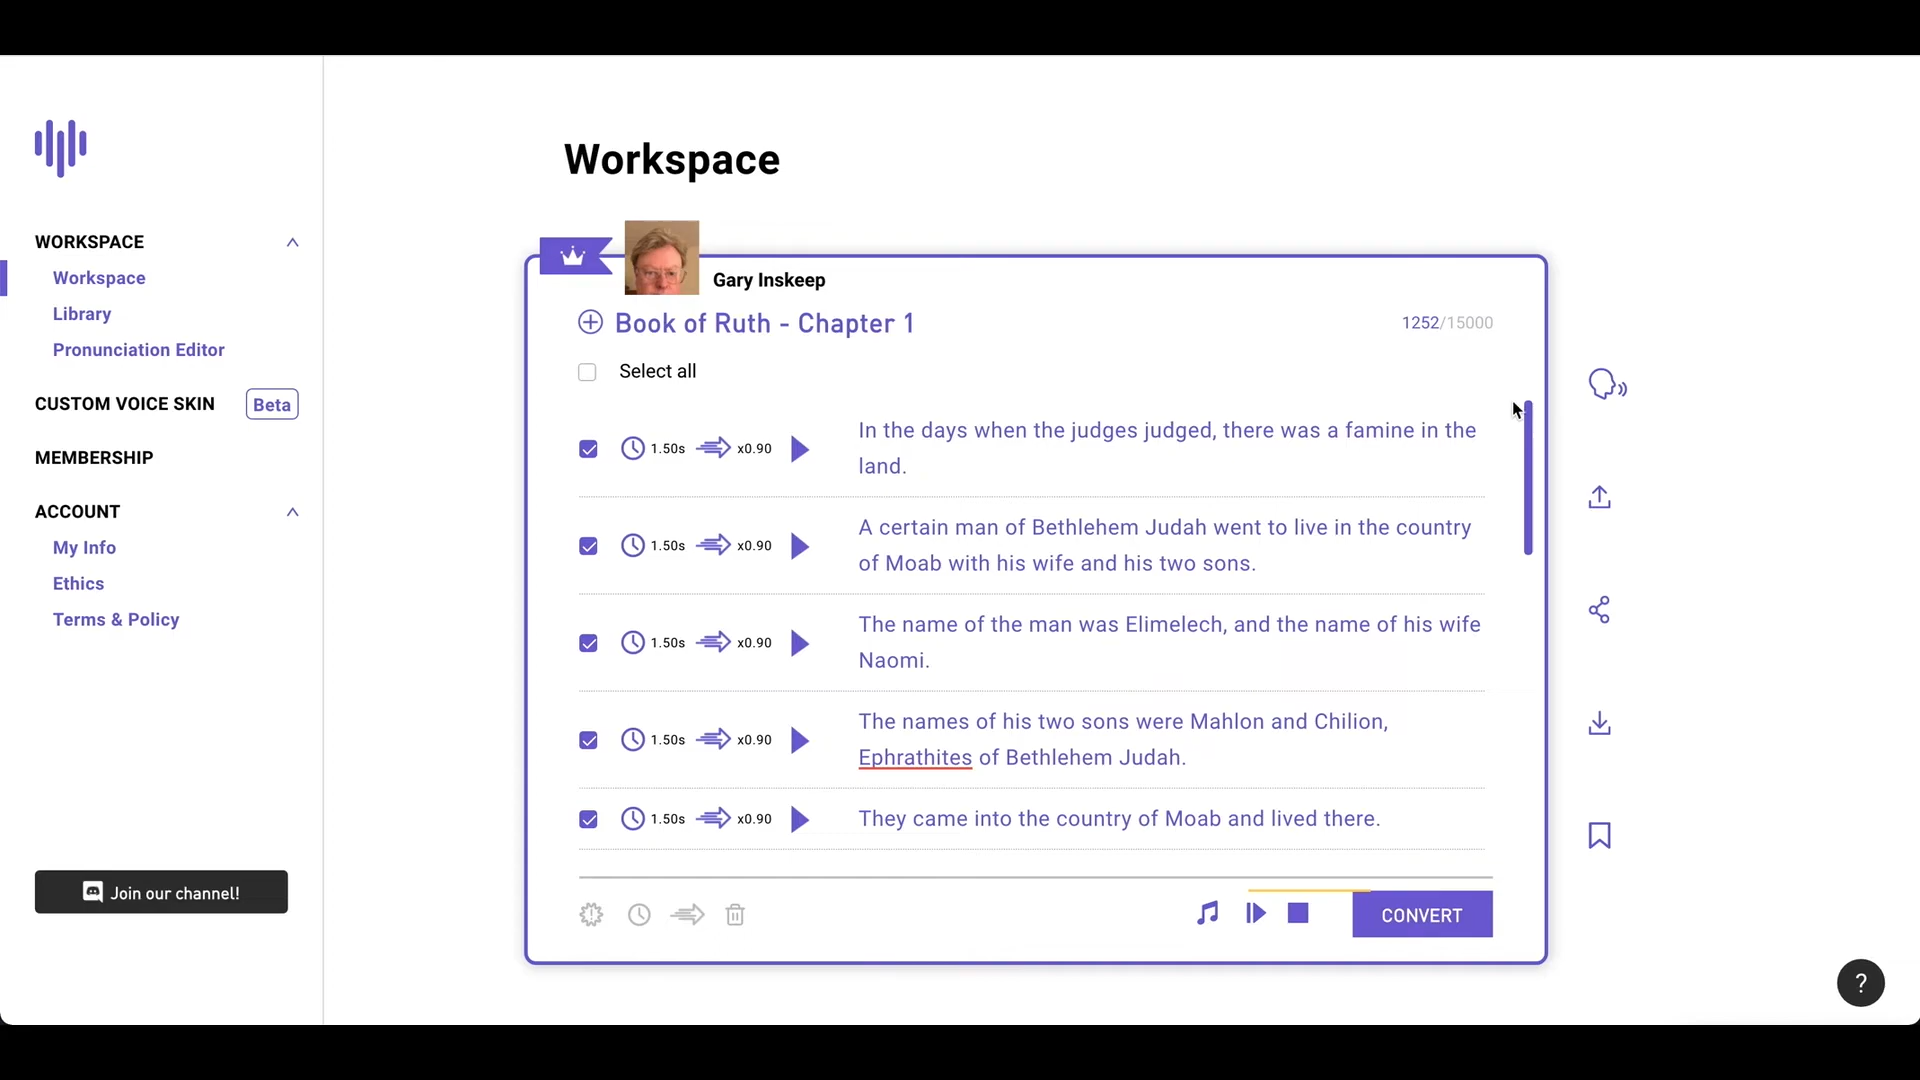 Workspace
WORKSPACE
Workspace
Library
Pronunciation Editor
CUSTOM VOICE SKIN
Beta
MEMBERSHIP
ACCOUNT
My Info
Ethics
Terms & Policy
Join our channel!
Gary Inskeep
Book of Ruth - Chapter 1
1252/15000
Select all
1.50s x0.90
In the days when the judges judged, there was a famine in the
land.
1.50s x0.90
A certain man of Bethlehem Judah went to live in the country
of Moab with his wife and his two sons.
1.50s x0.90
The name of the man was Elimelech, and the name of his wife
Naomi.
1.50s x0.90
The names of his two sons were Mahlon and Chilion,
Ephrathites of Bethlehem Judah.
1.50s x0.90
They came into the country of Moab and lived there.
CONVERT
?